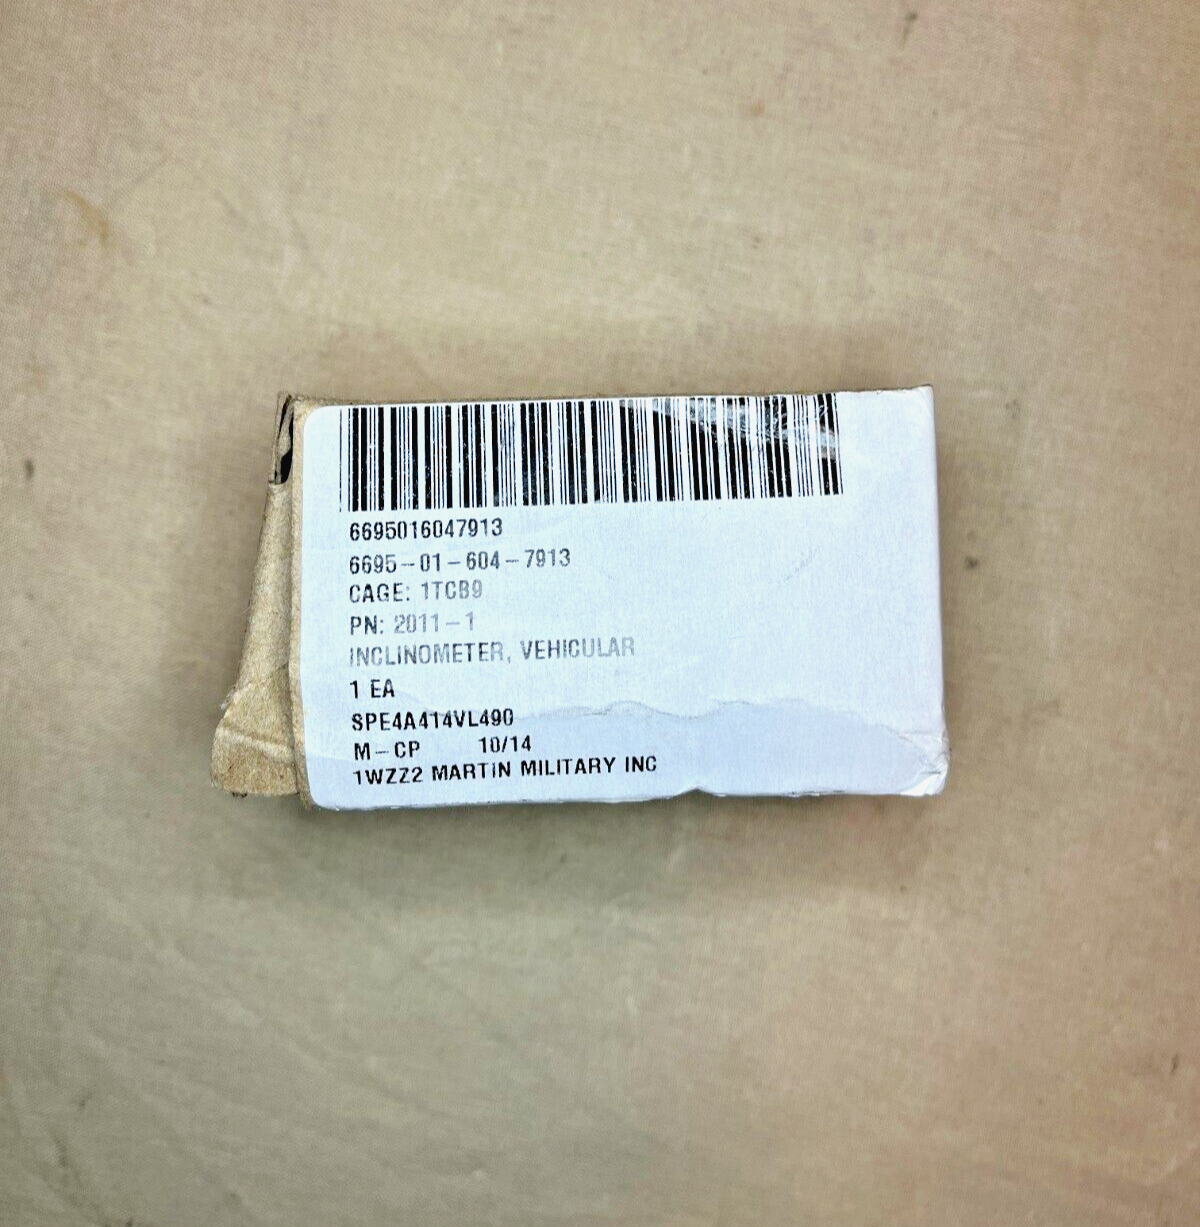 6695016047913
6695-01-604-7913
CAGE: 1TCB9
PN: 2011-1
INCLINOMETER, VEHICULAR
1 EA
SPE4A414VL490
M-CP 10/14
1WZZ2 MARTIN MILITARY INC